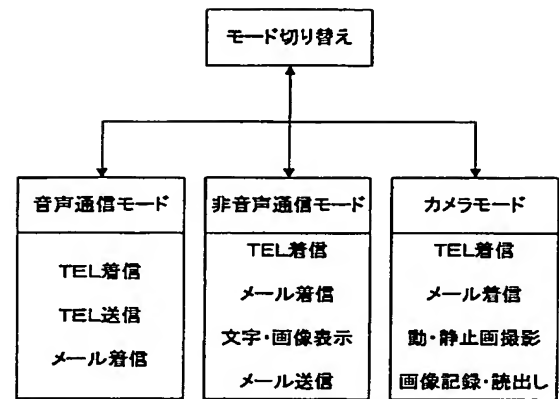 モード切り替え
音声通信モード
TEL着信
TEL送信
メール着信
非音声通信モード
TEL着信
メール着信
文字・画像表示
メール送信
カメラモード
TEL着信
メール着信
動・静止画撮影
画像記録・読出し